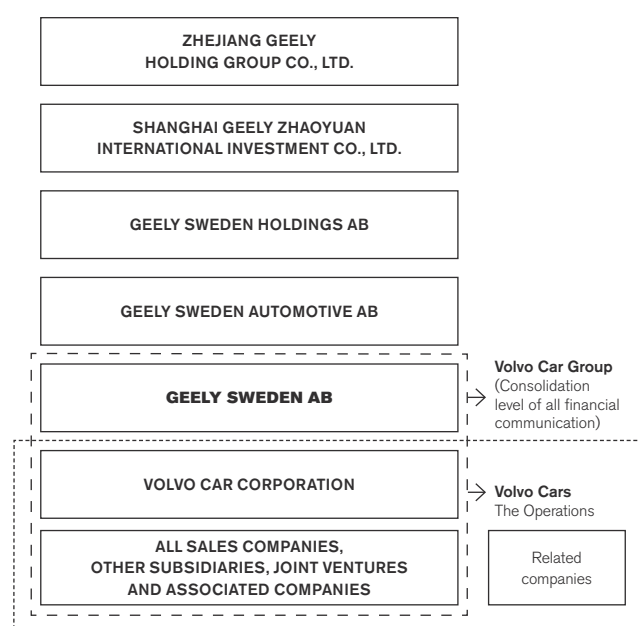 ZHEJIANG GEELY
HOLDING GROUP CO., LTD.
SHANGHAI GEELY ZHAOYUAN
INTERNATIONAL INVESTMENT CO., LTD.
GEELY SWEDEN HOLDINGS AB
GEELY SWEDEN AUTOMOTIVE AB
GEELY SWEDEN AB
Volvo Car Group
(Consolidation
level of all financial
communication)
VOLVO CAR CORPORATION
Volvo Cars
The Operations
ALL SALES COMPANIES,
OTHER SUBSIDIARIES, JOINT VENTURES
AND ASSOCIATED COMPANIES
Related
companies